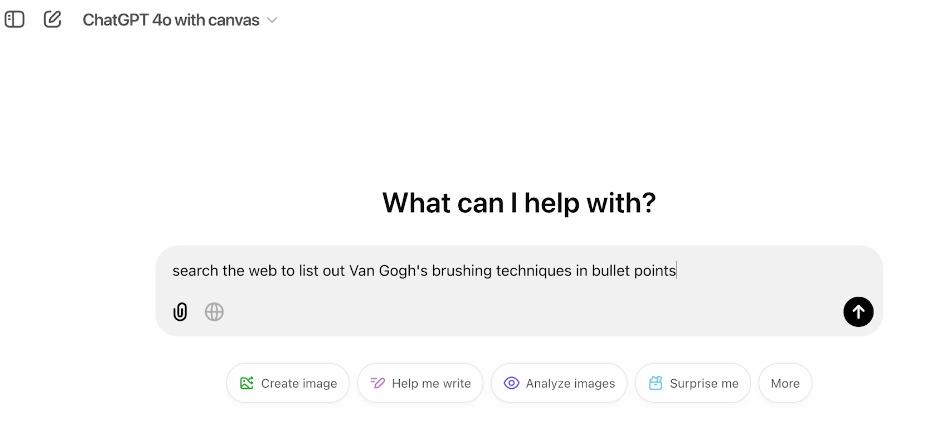 ChatGPT 4o with canvas
What can I help with?
search the web to list out Van Gogh's brushing techniques in bullet points
Create image
Help me write
Analyze images
Surprise me
More